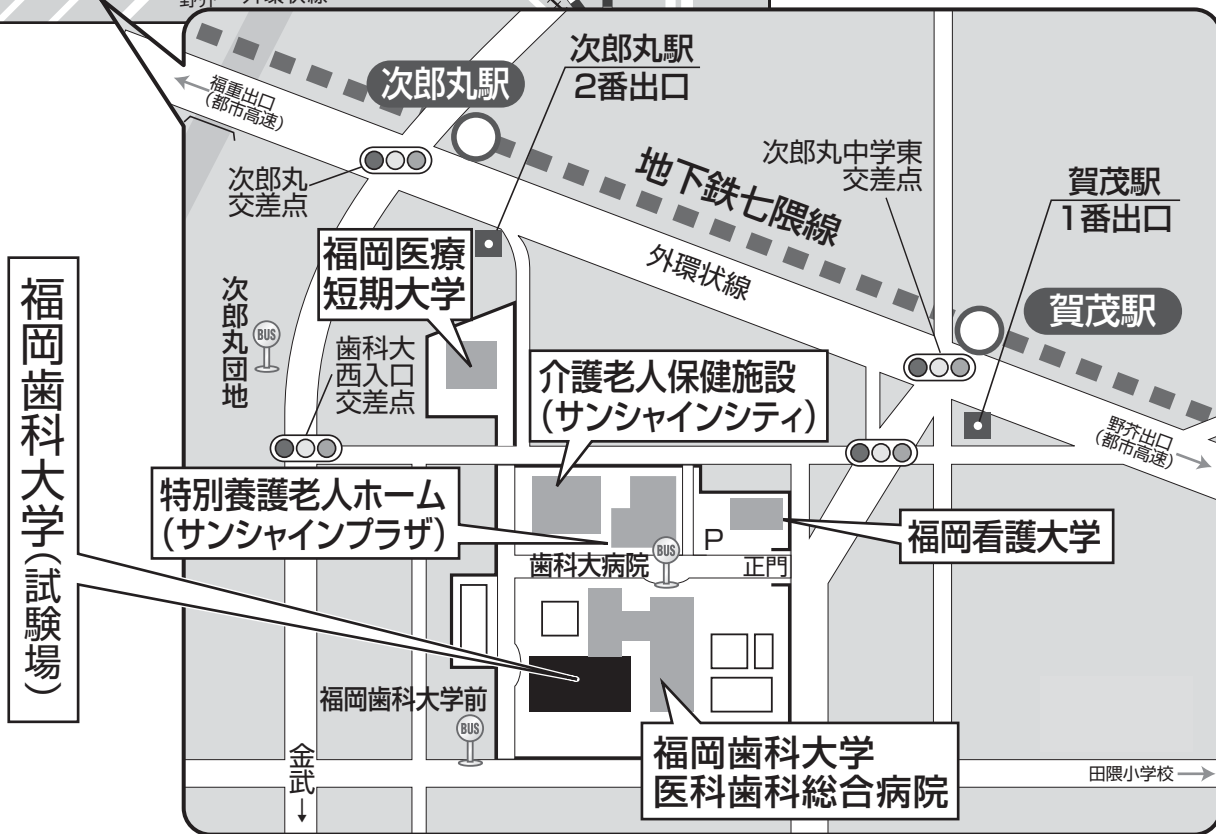 野芥
外環状線
次郎丸駅
2番出口
次郎丸駅
福重出口
(都市高速)
次郎丸
交差点
地下鉄七隈線
次郎丸中学東
交差点
賀茂駅
1番出口
外環状線
賀茂駅
福岡医療
短期大学
次郎丸団地
BUS
歯科大
西入口
交差点
介護老人保健施設
(サンシャインシティ)
野芥出口
(都市高速)
特別養護老人ホーム
(サンシャインプラザ)
P
福岡看護大学
BUS
歯科大病院
正門
福岡歯科大学(試験場)
福岡歯科大学前
BUS
福岡歯科大学
医科歯科総合病院
金武
田隈小学校